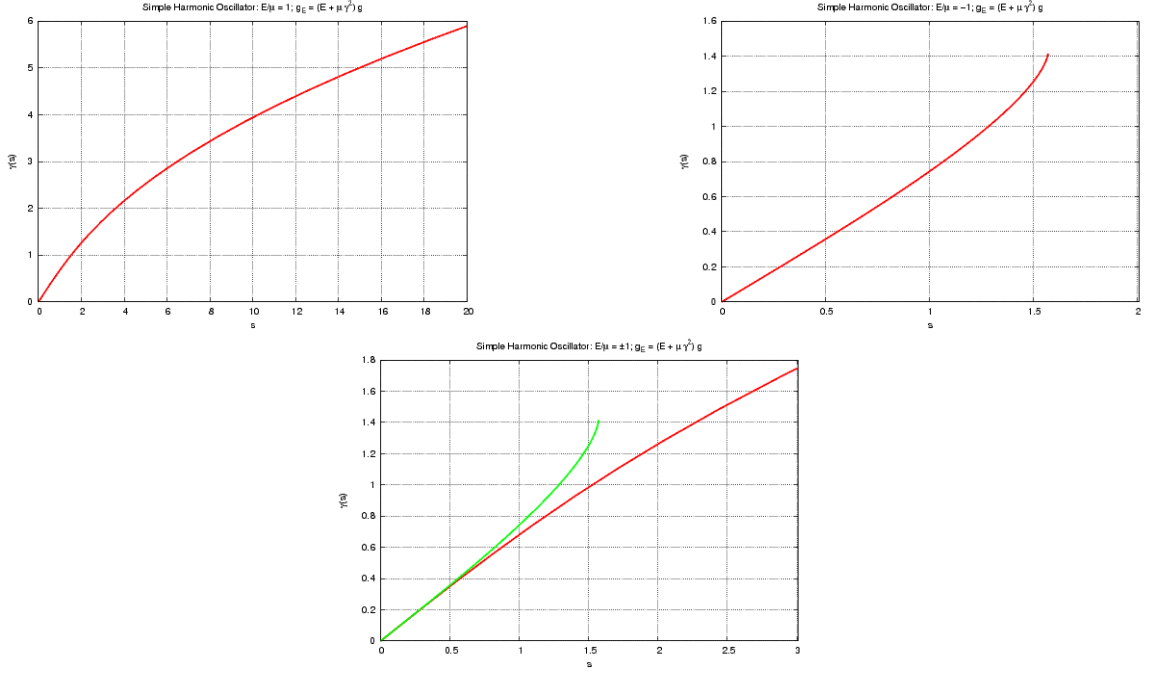 Simple Harmonic Oscillator: E/μ = 1; g_E = (E + μ γ²) g
6
5
4
3
2
1
0
γ(s)
0 2 4 6 8 10 12 14 16 18 20
s
Simple Harmonic Oscillator: E/μ = −1; g_E = (E + μ γ²) g
1.6
1.4
1.2
1
0.8
0.6
0.4
0.2
0
γ(s)
0 0.5 1 1.5 2
s
Simple Harmonic Oscillator: E/μ = ±1; g_E = (E + μ γ²) g
1.8
1.6
1.4
1.2
1
0.8
0.6
0.4
0.2
0
γ(s)
0 0.5 1 1.5 2 2.5 3
s